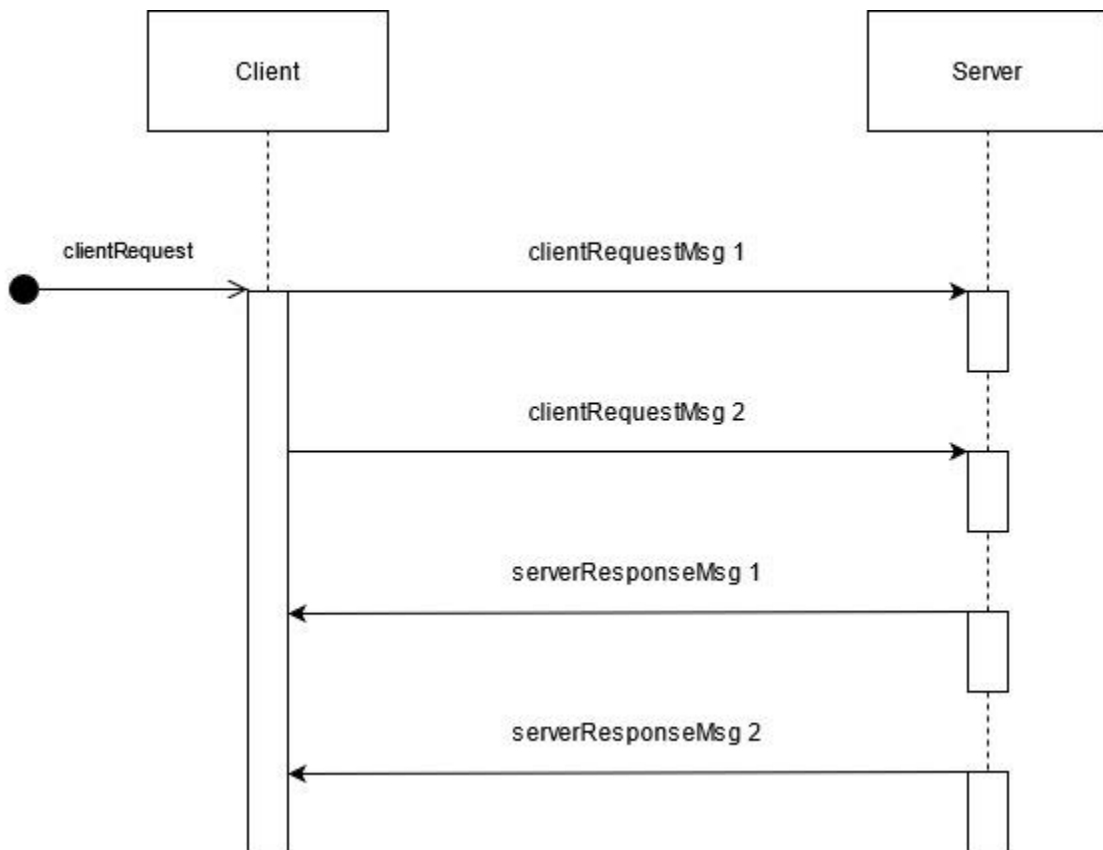 Client
Server
clientRequest
clientRequestMsg 1
clientRequestMsg 2
serverResponseMsg 1
serverResponseMsg 2